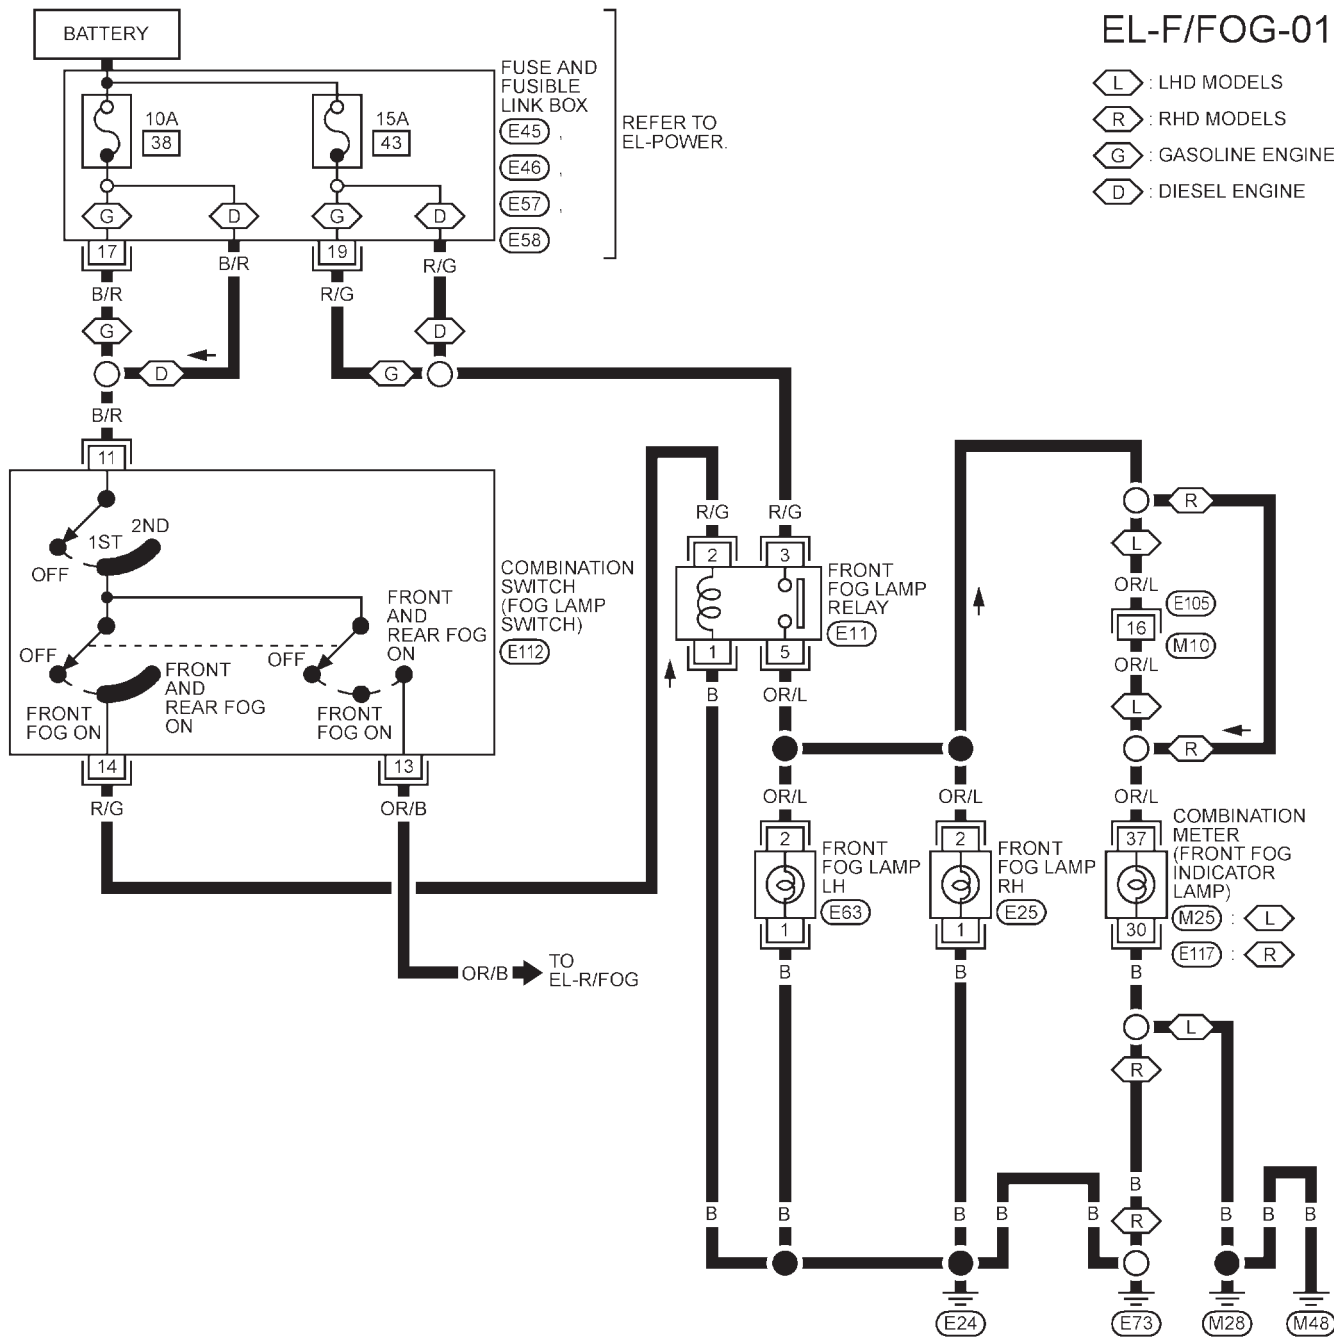 EL-F/FOG-01
BATTERY
L : LHD MODELS
R : RHD MODELS
G : GASOLINE ENGINE
D : DIESEL ENGINE
FUSE AND
FUSIBLE
LINK BOX
E45 ,
E46 ,
E57 ,
E58
REFER TO
EL-POWER.
10A
38
15A
43
G
D
G
D
17
19
B/R
R/G
B/R
R/G
G
D
D
G
B/R
11
2ND
1ST
OFF
OFF
FRONT
AND
REAR FOG
ON
FRONT
FOG ON
OFF
FRONT
AND
REAR FOG
ON
FRONT
FOG ON
COMBINATION
SWITCH
(FOG LAMP
SWITCH)
E112
14
13
R/G
OR/B
OR/B
TO
EL-R/FOG
R/G
R/G
2
3
FRONT
FOG LAMP
RELAY
E11
1
5
B
OR/L
R
L
OR/L
E105
16
M10
OR/L
L
R
OR/L
OR/L
OR/L
2
FRONT
FOG LAMP
LH
E63
1
B
2
FRONT
FOG LAMP
RH
E25
1
B
37
COMBINATION
METER
(FRONT FOG
INDICATOR
LAMP)
M25 : L
E117 : R
30
B
L
R
B
B
B
B
B
B
B
B
R
E24
E73
M28
M48